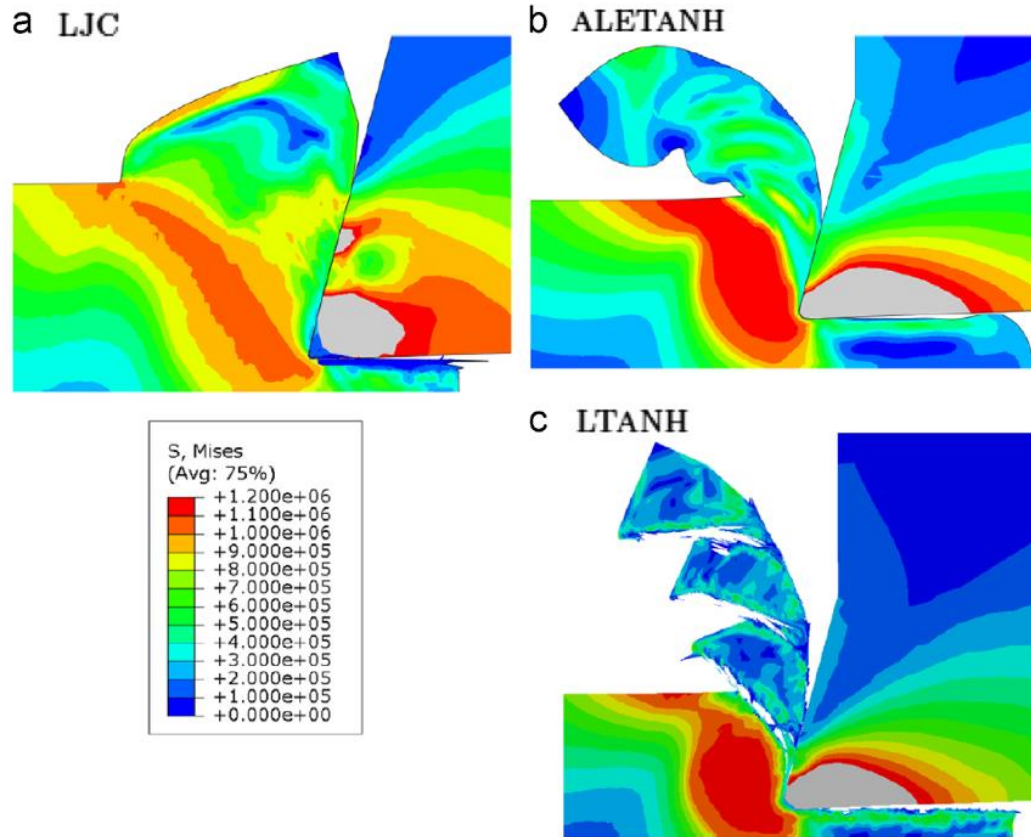 a LJC
b ALETANH
c LTANH
S, Mises
(Avg: 75%)
+1.200e+06
+1.100e+06
+1.000e+06
+9.000e+05
+8.000e+05
+7.000e+05
+6.000e+05
+5.000e+05
+4.000e+05
+3.000e+05
+2.000e+05
+1.000e+05
+0.000e+00